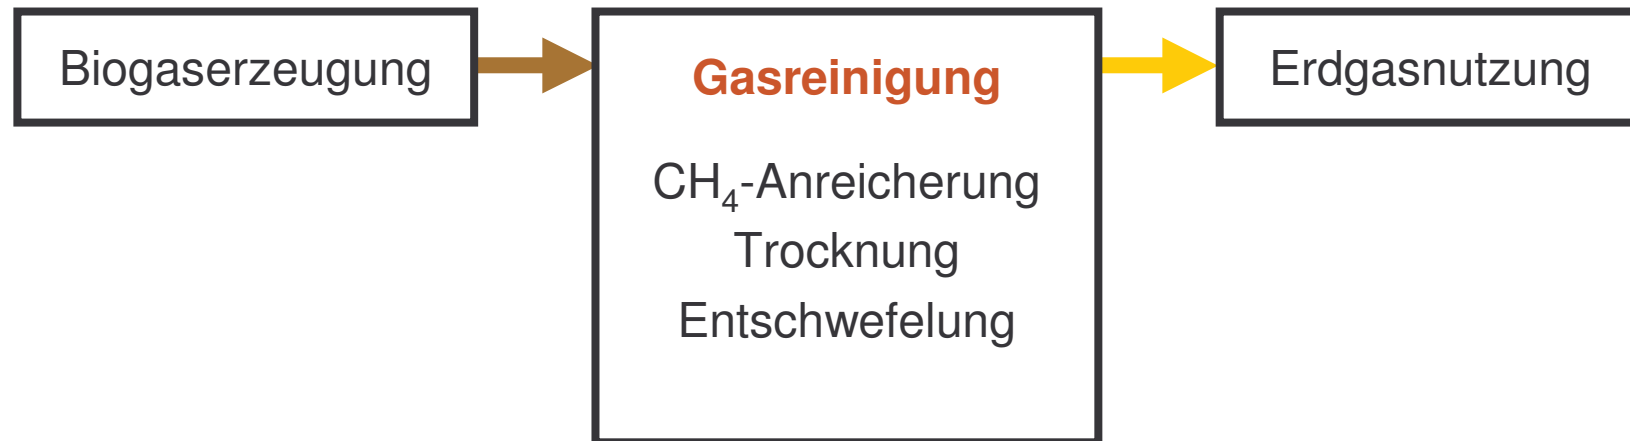 Biogaserzeugung
Gasreinigung
CH₄-Anreicherung
Trocknung
Entschwefelung
Erdgasnutzung